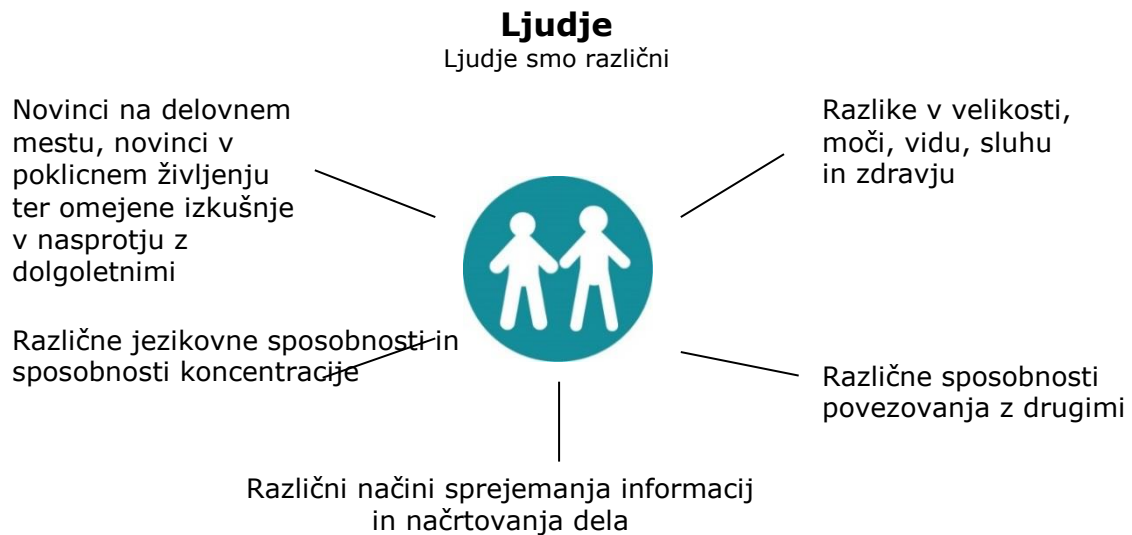 Ljudje
Ljudje smo različni
Novinci na delovnem
mestu, novinci v
poklicnem življenju
ter omejene izkušnje
v nasprotju z
dolgoletnimi
Razlike v velikosti,
moči, vidu, sluhu
in zdravju
Različne jezikovne sposobnosti in
sposobnosti koncentracije
Različne sposobnosti
povezovanja z drugimi
Različni načini sprejemanja informacij
in načrtovanja dela